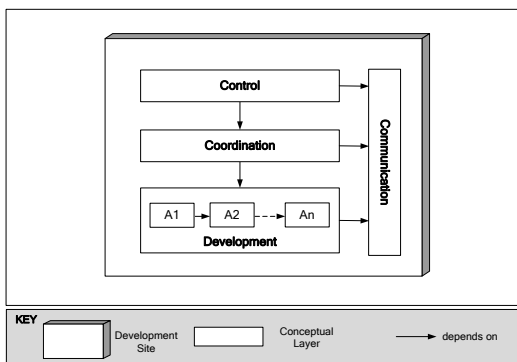 Control
Communication
Coordination
A1
A2
An
Development
KEY
Development
Site
Conceptual
Layer
depends on